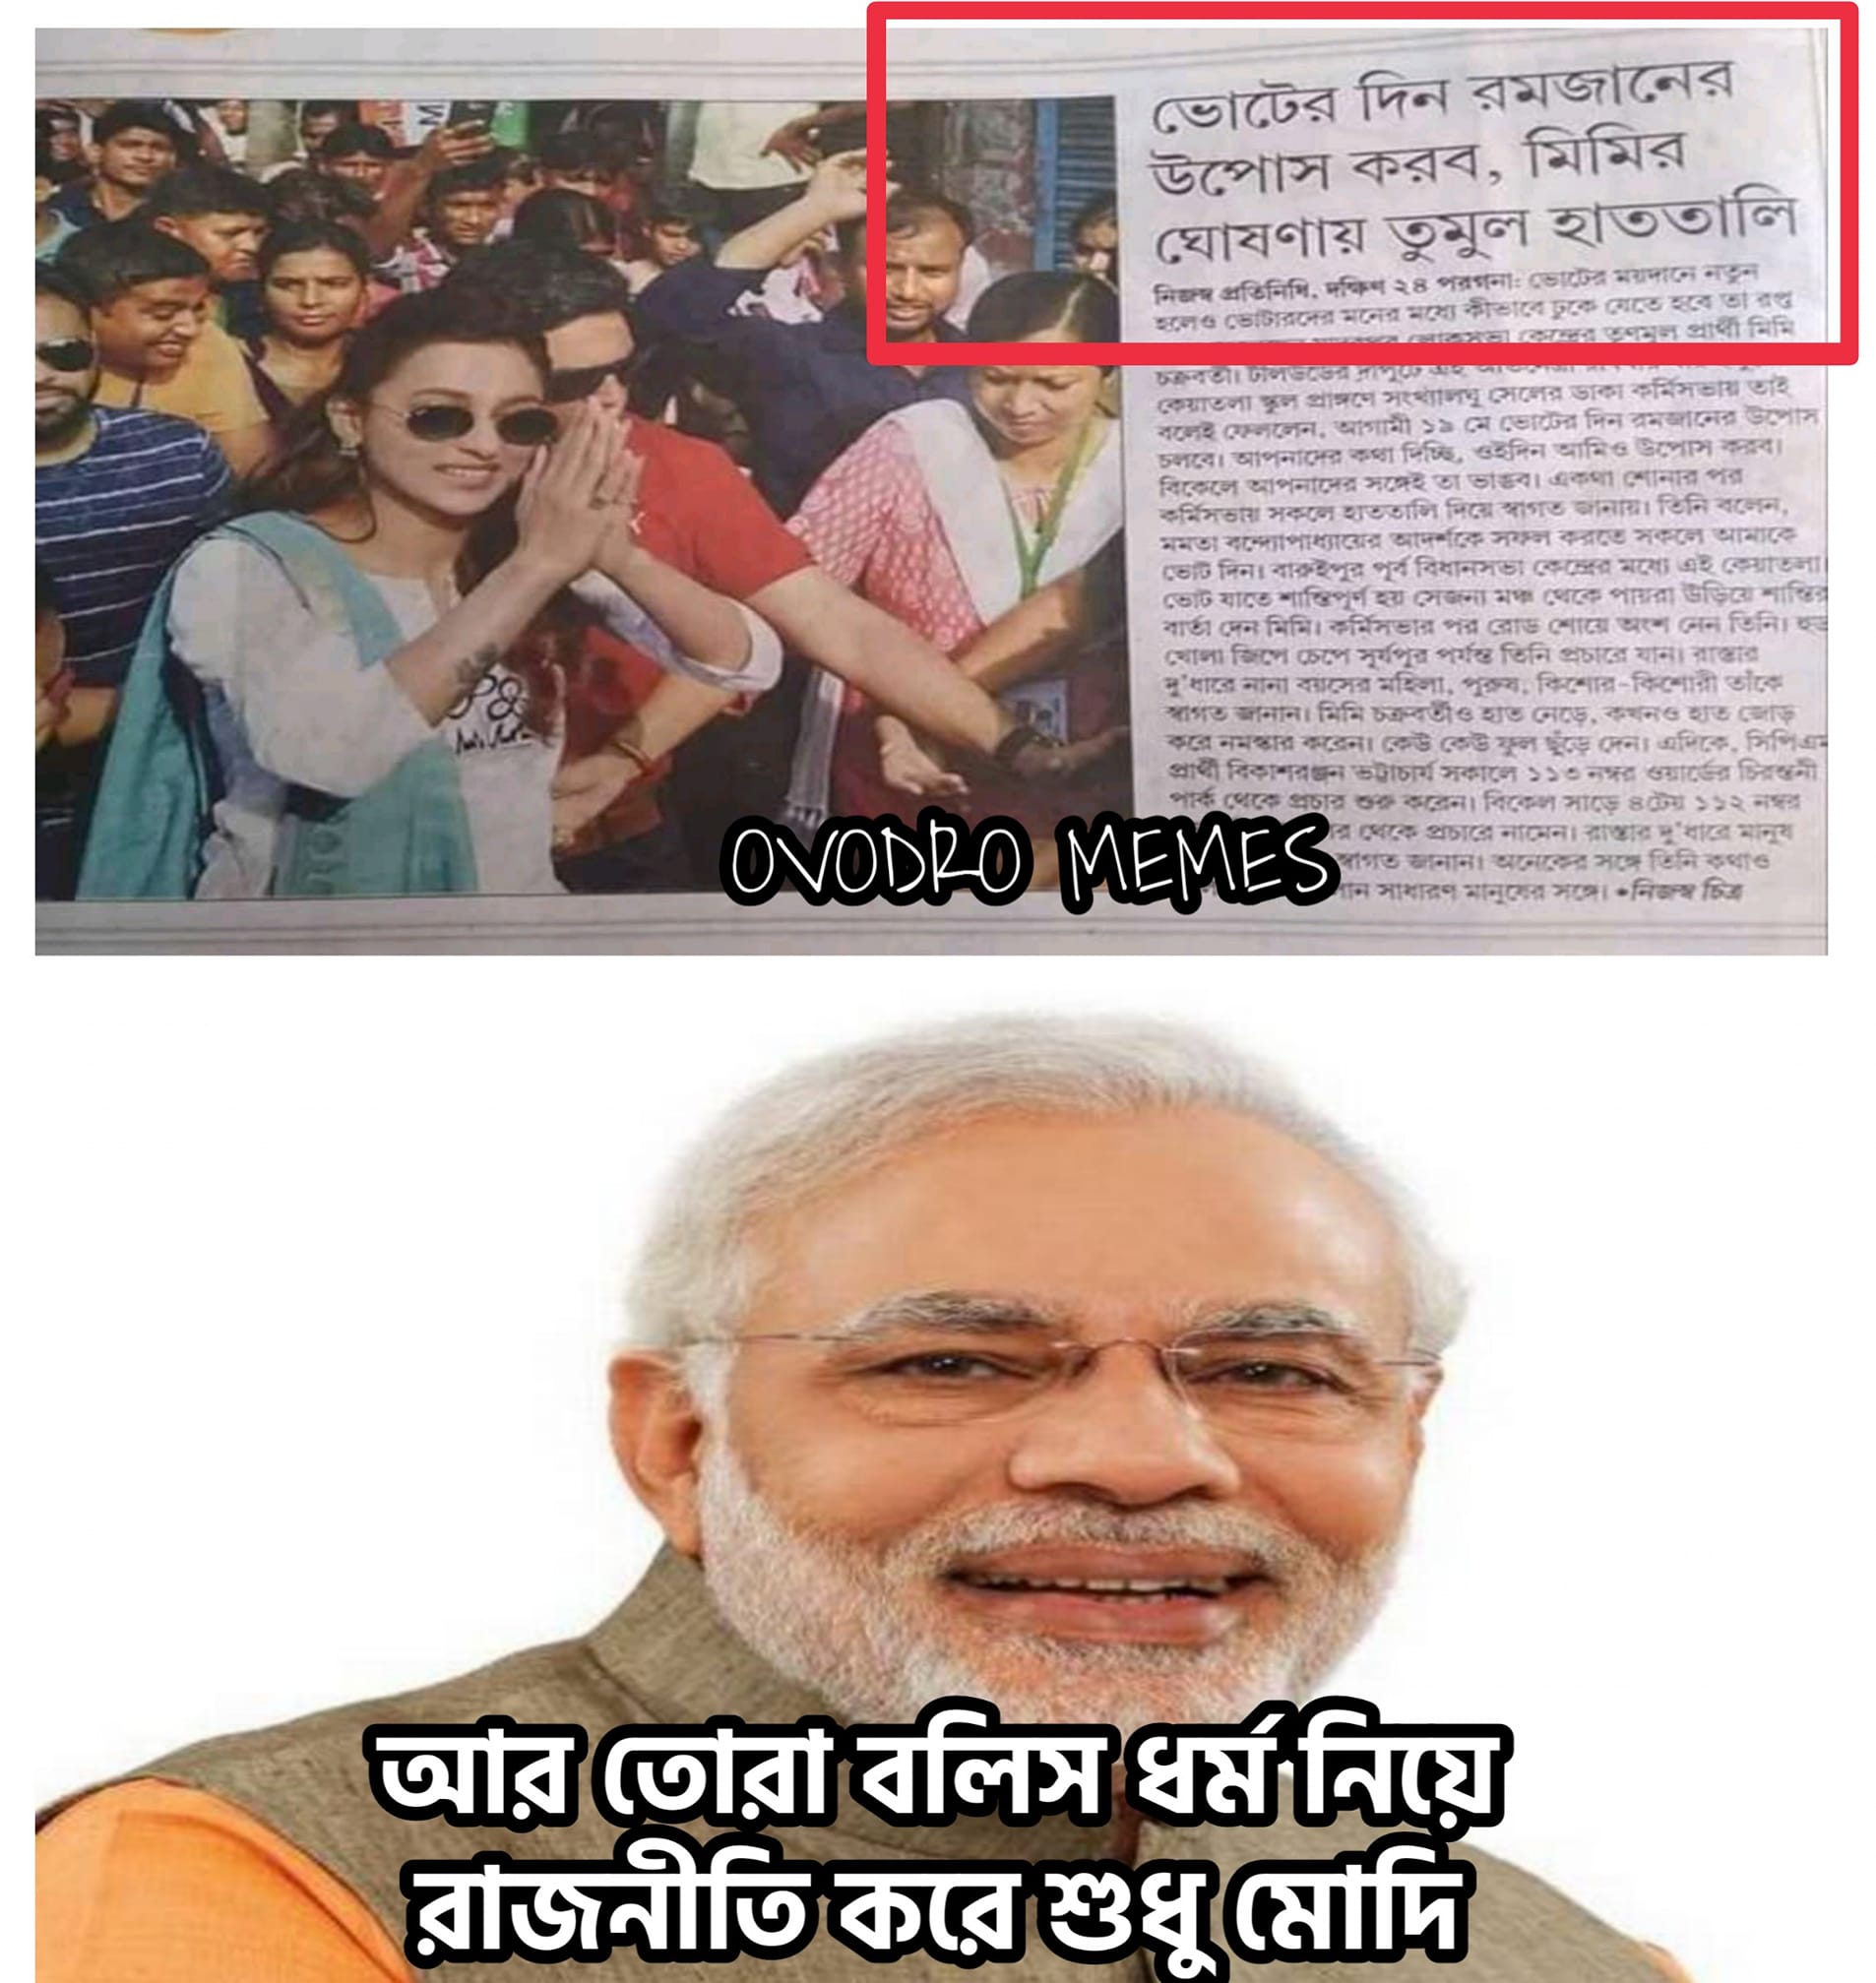 ভোটের দিন রমজানের
উপোস করব, মিমির
ঘোষণায় তুমুল হাততালি
নিজস্ব প্রতিনিধি, দক্ষিণ ২৪ পরগনা: ভোটের ময়দানে নতুন
হলেও ভোটারদের মনের মধ্যে কীভাবে ঢুকে যেতে হবে তা রপ্ত
লোকসভা কেন্দ্রের তৃণমূল প্রার্থী মিমি
চক্রবর্তী। টলিউডের দাপুটে এই
কেয়াতলা স্কুল প্রাঙ্গণে সংখ্যালঘু সেলের ডাকা কর্মিসভায় তাই
বলেই ফেললেন, আগামী ১৯ মে ভোটের দিন রমজানের উপোস
চলবে। আপনাদের কথা দিচ্ছি, ওইদিন আমিও উপোস করব।
বিকেলে আপনাদের সঙ্গেই তা ভাঙব। একথা শোনার পর
কর্মিসভায় সকলে হাততালি দিয়ে স্বাগত জানায়। তিনি বলেন,
মমতা বন্দ্যোপাধ্যায়ের আদর্শকে সফল করতে সকলে আমাকে
ভোট দিন। বারুইপুর পূর্ব বিধানসভা কেন্দ্রের মধ্যে এই কেয়াতলা।
ভোট যাতে শান্তিপূর্ণ হয় সেজন্য মঞ্চ থেকে পায়রা উড়িয়ে শান্তির
বার্তা দেন মিমি। কর্মিসভার পর রোড শোয়ে অংশ নেন তিনি। হুড
খোলা জিপে চেপে সূর্যপুর পর্যন্ত তিনি প্রচারে যান। রাস্তার
দু'ধারে নানা বয়সের মহিলা, পুরুষ, কিশোর-কিশোরী তাঁকে
স্বাগত জানান। মিমি চক্রবর্তীও হাত নেড়ে, কখনও হাত জোড়
করে নমস্কার করেন। কেউ কেউ ফুল ছুঁড়ে দেন। এদিকে, সিপিএম
প্রার্থী বিকাশরঞ্জন ভট্টাচার্য সকালে ১১৩ নম্বর ওয়ার্ডের চিরন্তনী
পার্ক থেকে প্রচার শুরু করেন। বিকেল সাড়ে ৪টেয় ১১২ নম্বর
র থেকে প্রচারে নামেন। রাস্তার দু'ধারে মানুষ
স্বাগত জানান। অনেকের সঙ্গে তিনি কথাও
সাধারণ মানুষের সঙ্গে। •নিজস্ব চিত্র
OVODRO MEMES
আর তোরা বলিস ধর্ম নিয়ে
রাজনীতি করে শুধু মোদি